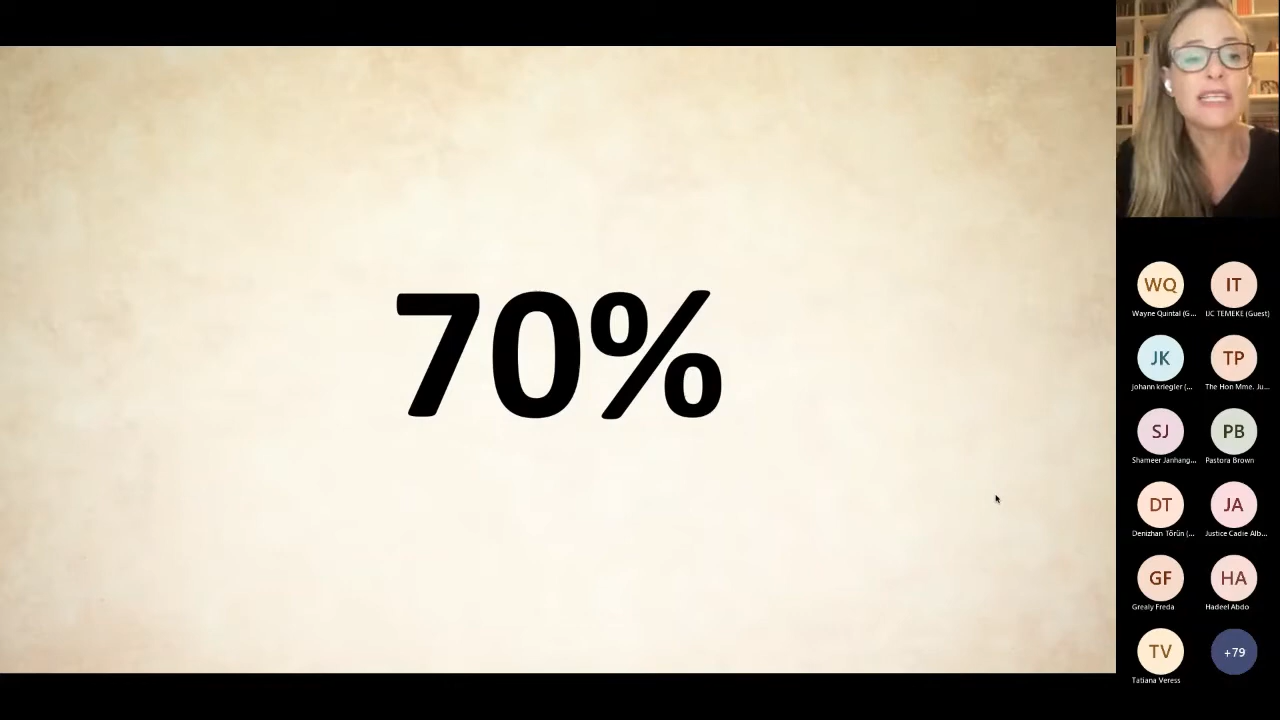 70%
WQ
IT
Wayne Quintal (G...
IJC TEMEKE (Guest)
JK
TP
Johann kriegler (...
The Hon Mme. Ju...
SJ
PB
Shameer Janhang...
Pastora Brown
DT
JA
Denizhan Törün (...
Justice Cadie Alb...
GF
HA
Grealy Freda
Hadeel Abdo
TV
+79
Tatiana Veress